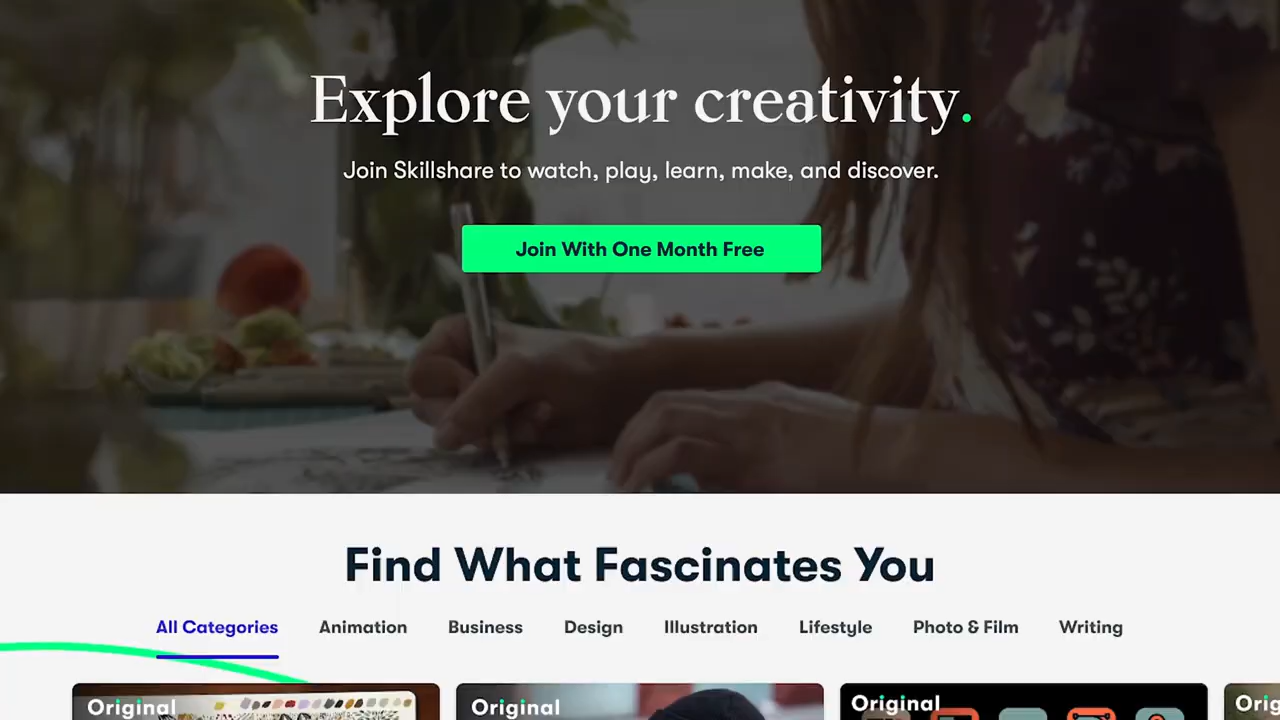 Explore your creativity.
Join Skillshare to watch, play, learn, make, and discover.
Join With One Month Free
Find What Fascinates You
All Categories Animation Business Design Illustration Lifestyle Photo & Film Writing
Original Original Original